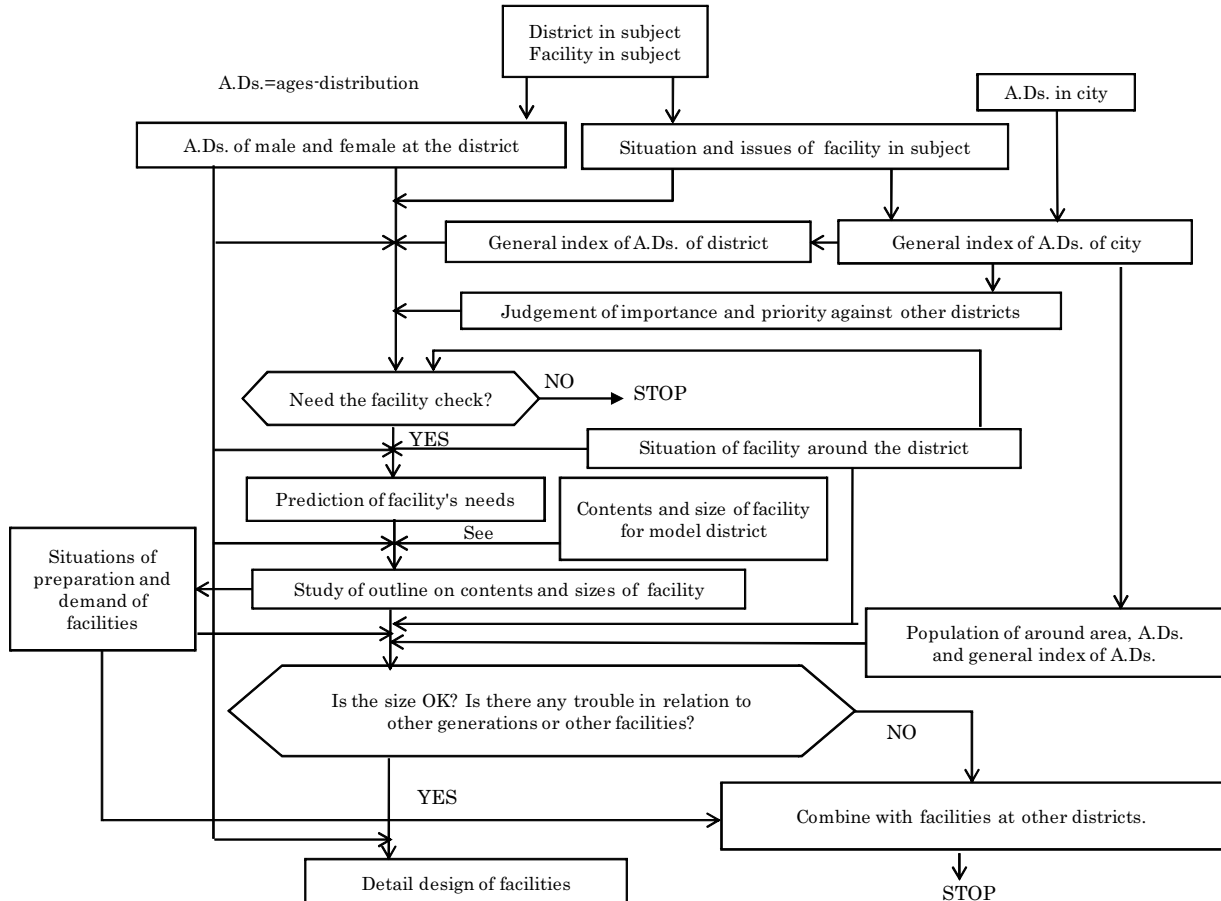 District in subject
Facility in subject
A.Ds.=ages-distribution
A.Ds. in city
A.Ds. of male and female at the district
Situation and issues of facility in subject
General index of A.Ds. of district
General index of A.Ds. of city
Judgement of importance and priority against other districts
Need the facility check?
NO
STOP
YES
Situation of facility around the district
Prediction of facility's needs
Contents and size of facility
for model district
See
Situations of
preparation and
demand of
facilities
Study of outline on contents and sizes of facility
Population of around area, A.Ds.
and general index of A.Ds.
Is the size OK? Is there any trouble in relation to
other generations or other facilities?
NO
YES
Combine with facilities at other districts.
Detail design of facilities
STOP